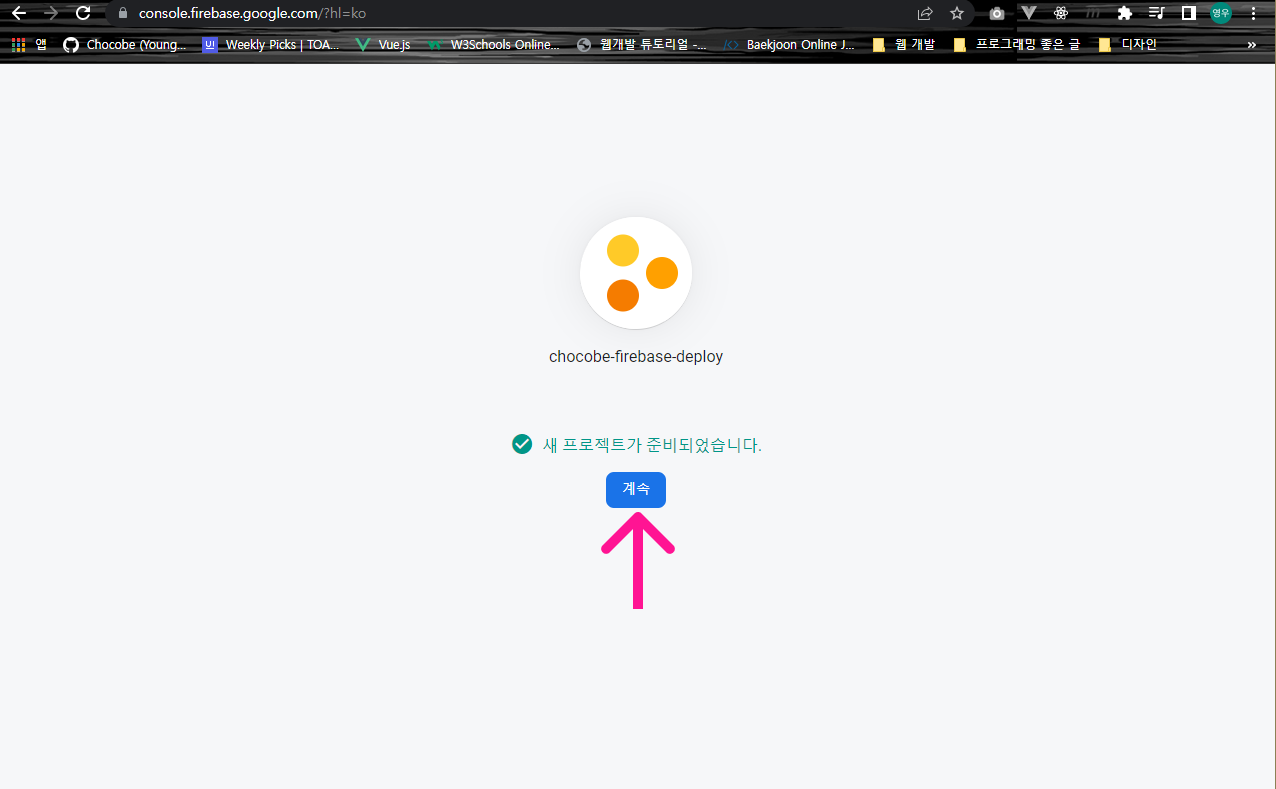 console.firebase.google.com/?hl=ko
영우
앱 Chocobe (Young... UI Weekly Picks | TOA... Vue.js W3Schools Online... 웹개발 튜토리얼 -... Baekjoon Online J... 웹 개발 프로그래밍 좋은 글 디자인 »
chocobe-firebase-deploy
새 프로젝트가 준비되었습니다.
계속